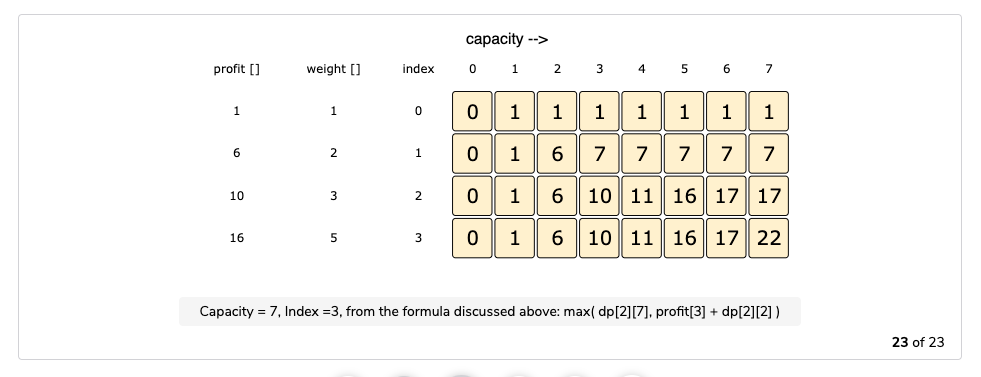 capacity -->
profit [] weight [] index 0 1 2 3 4 5 6 7
1 1 0 0 1 1 1 1 1 1 1
6 2 1 0 1 6 7 7 7 7 7
10 3 2 0 1 6 10 11 16 17 17
16 5 3 0 1 6 10 11 16 17 22
Capacity = 7, Index =3, from the formula discussed above: max( dp[2][7], profit[3] + dp[2][2] )
23 of 23